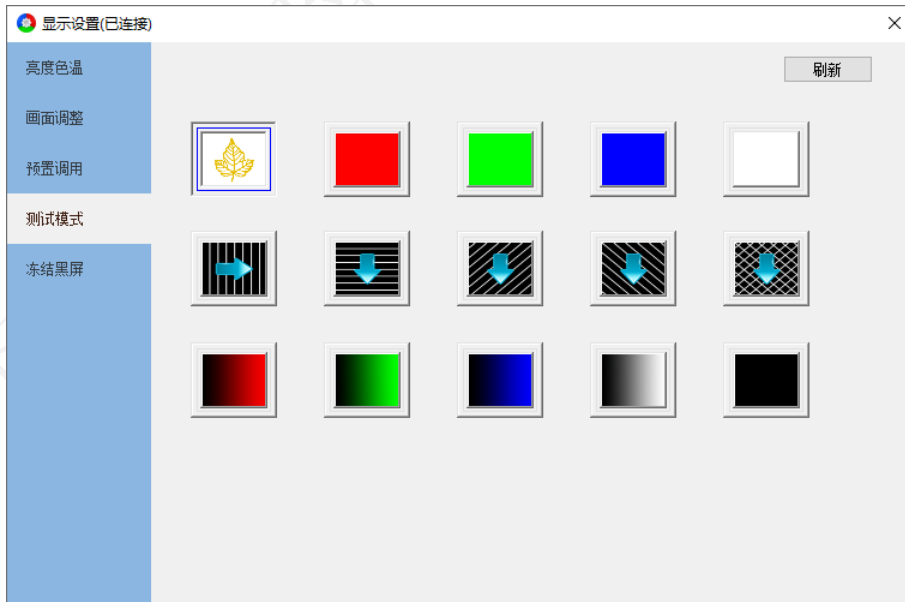 显示设置(已连接)
刷新
亮度色温
画面调整
预置调用
测试模式
冻结黑屏